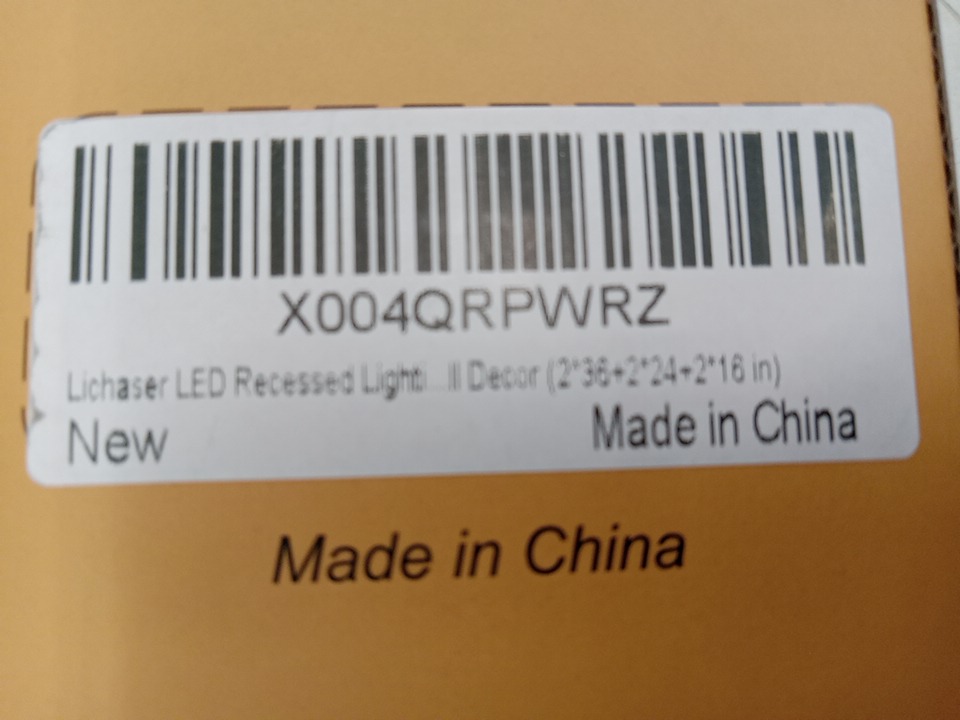 X004QRPWRZ
Lichaser LED Recessed Lighti...ll Decor (2*36+2*24+2*16 in)
New
Made in China
Made in China